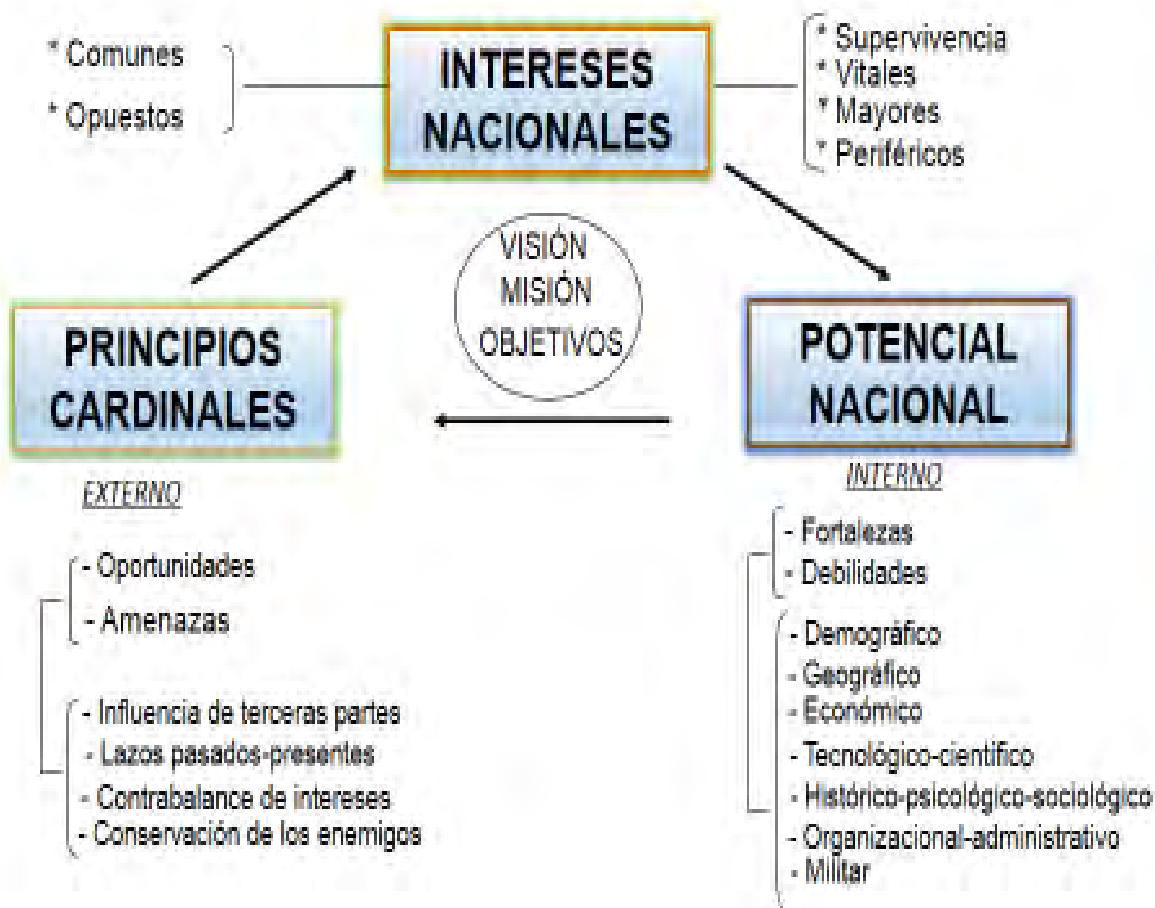 * Comunes
* Opuestos
INTERESES
NACIONALES
* Supervivencia
* Vitales
* Mayores
* Periféricos
VISIÓN
MISIÓN
OBJETIVOS
PRINCIPIOS
CARDINALES
EXTERNO
- Oportunidades
- Amenazas
- Influencia de terceras partes
- Lazos pasados-presentes
- Contrabalance de intereses
- Conservación de los enemigos
POTENCIAL
NACIONAL
INTERNO
- Fortalezas
- Debilidades
- Demográfico
- Geográfico
- Económico
- Tecnológico-científico
- Histórico-psicológico-sociológico
- Organizacional-administrativo
- Militar